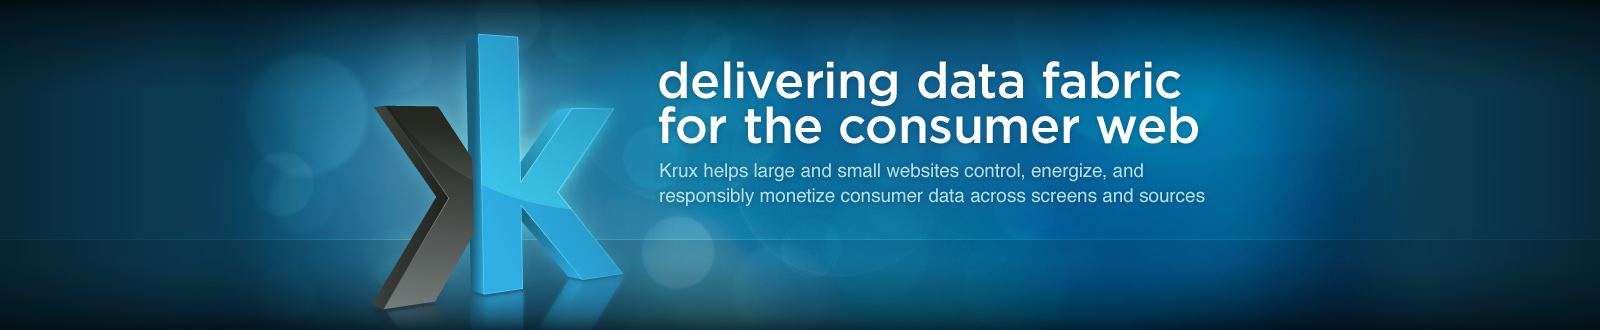 k
delivering data fabric
for the consumer web
Krux helps large and small websites control, energize, and
responsibly monetize consumer data across screens and sources